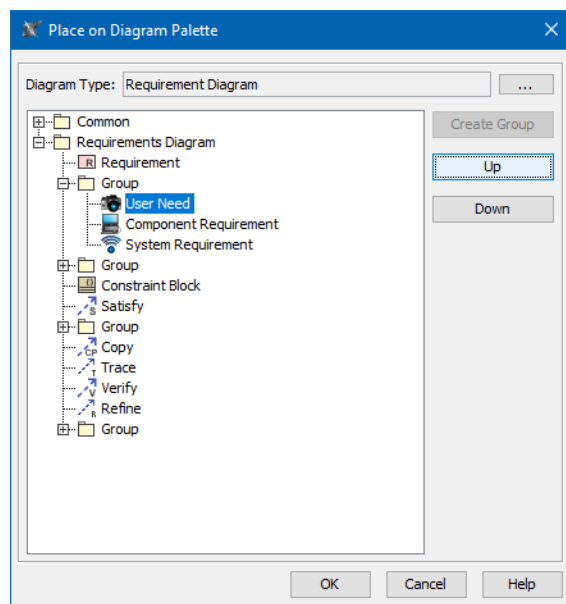 Place on Diagram Palette
Diagram Type: Requirement Diagram ...
Common
Create Group
Requirements Diagram
R Requirement
Up
Group
User Need
Down
Component Requirement
System Requirement
Group
{} Constraint Block
S Satisfy
Group
CP Copy
T Trace
V Verify
R Refine
Group
OK Cancel Help